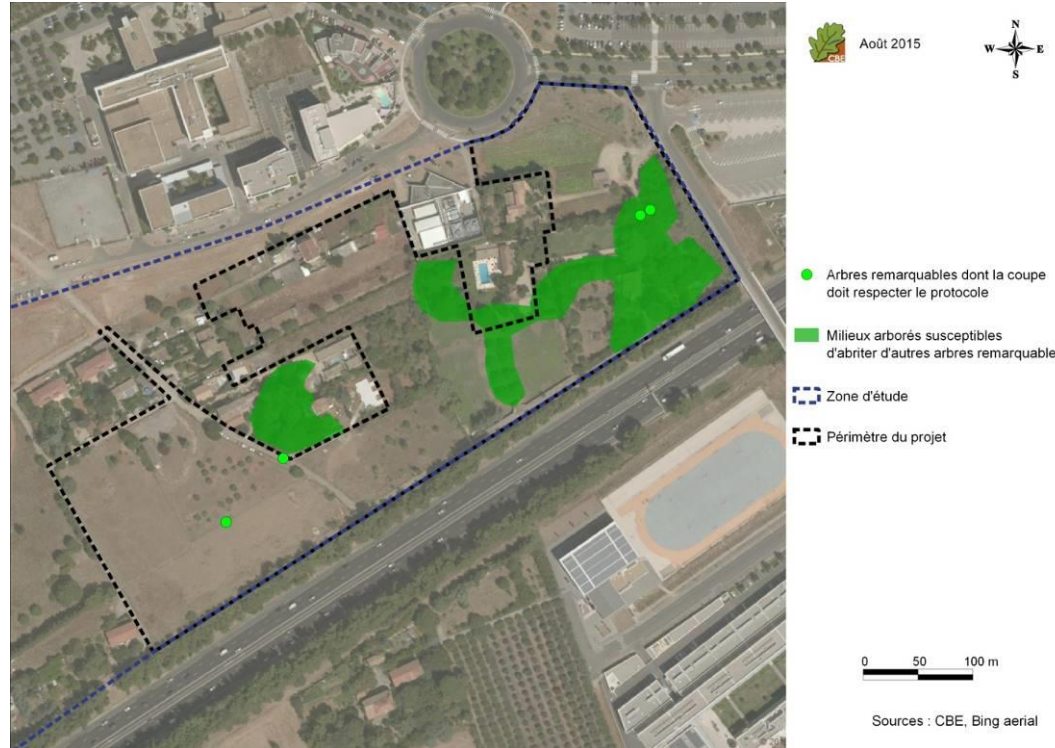 CBE
Août 2015
N
W E
S
Arbres remarquables dont la coupe
doit respecter le protocole
Milieux arborés susceptibles
d'abriter d'autres arbres remarquable
Zone d'étude
Périmètre du projet
0 50 100 m
Sources : CBE, Bing aerial